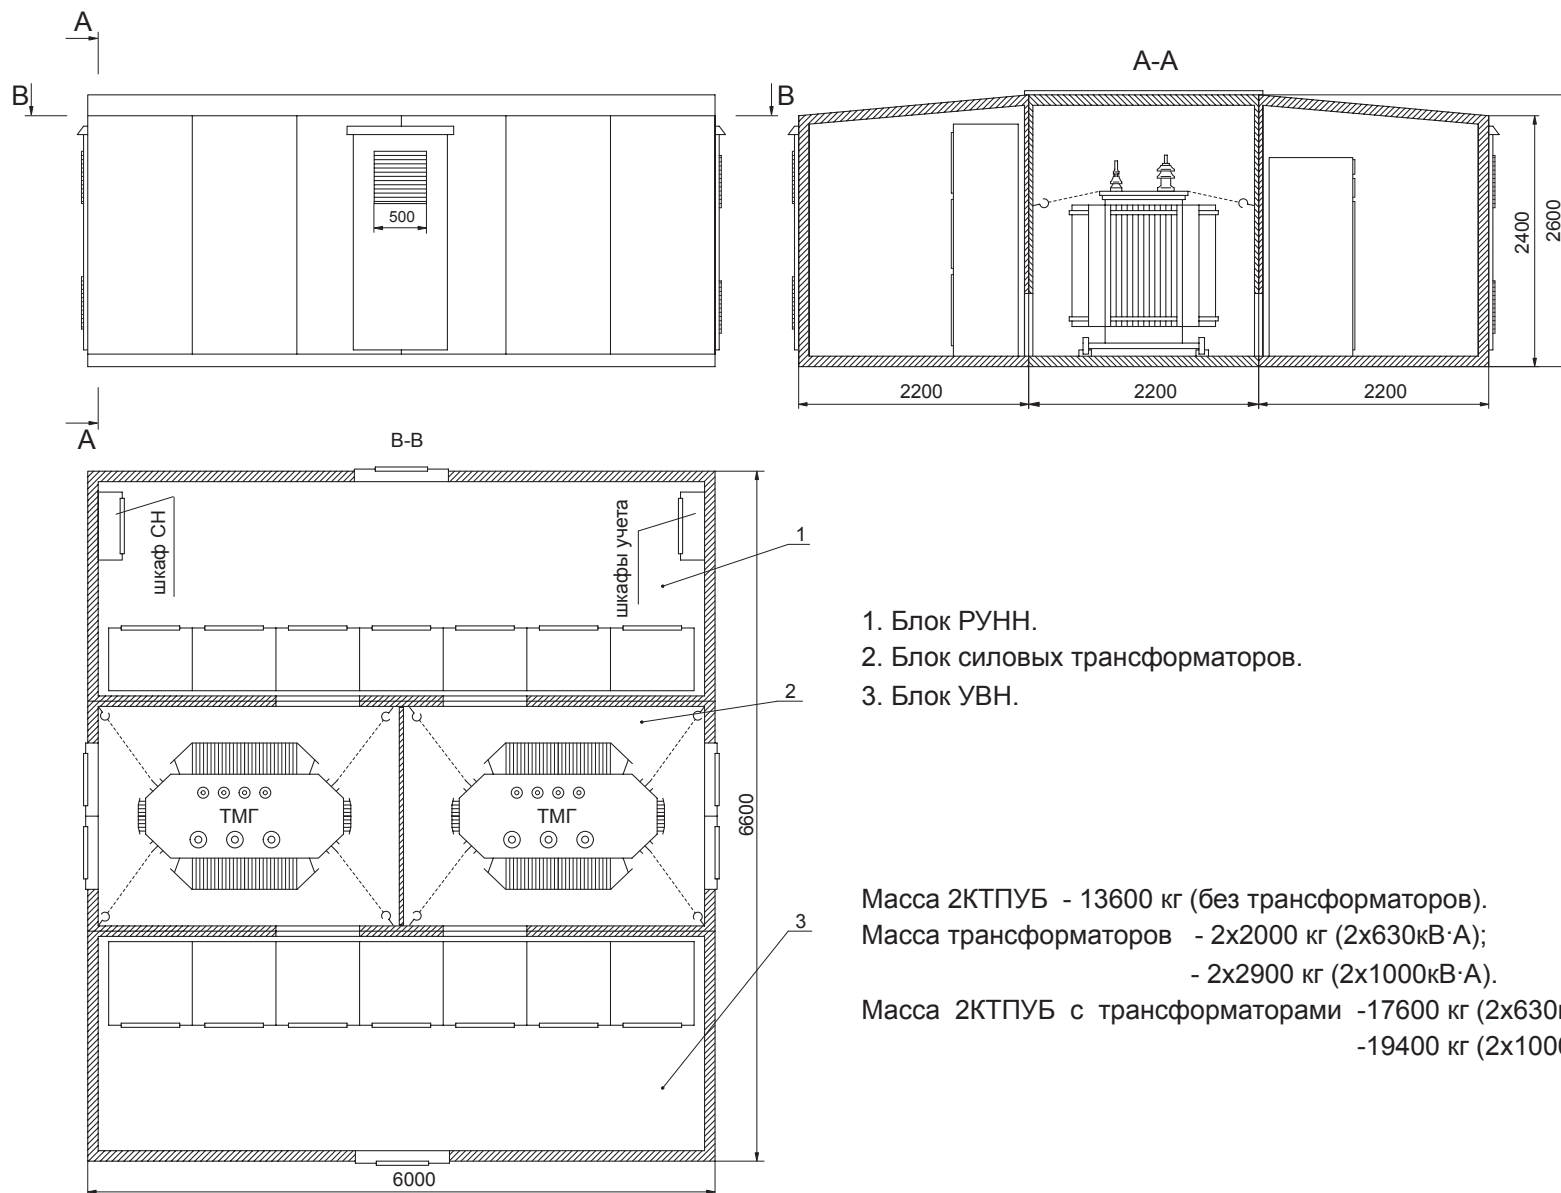 А
В
В
500
А
А-А
2400
2600
2200
2200
2200
В-В
шкаф СН
шкафы учета
1
2
3
ТМГ
ТМГ
6600
6000
1. Блок РУНН.
2. Блок силовых трансформаторов.
3. Блок УВН.
Масса 2КТПУБ - 13600 кг (без трансформаторов).
Масса трансформаторов - 2х2000 кг (2х630кВ·А);
- 2х2900 кг (2х1000кВ·А).
Масса 2КТПУБ с трансформаторами -17600 кг (2х630
-19400 кг (2х100